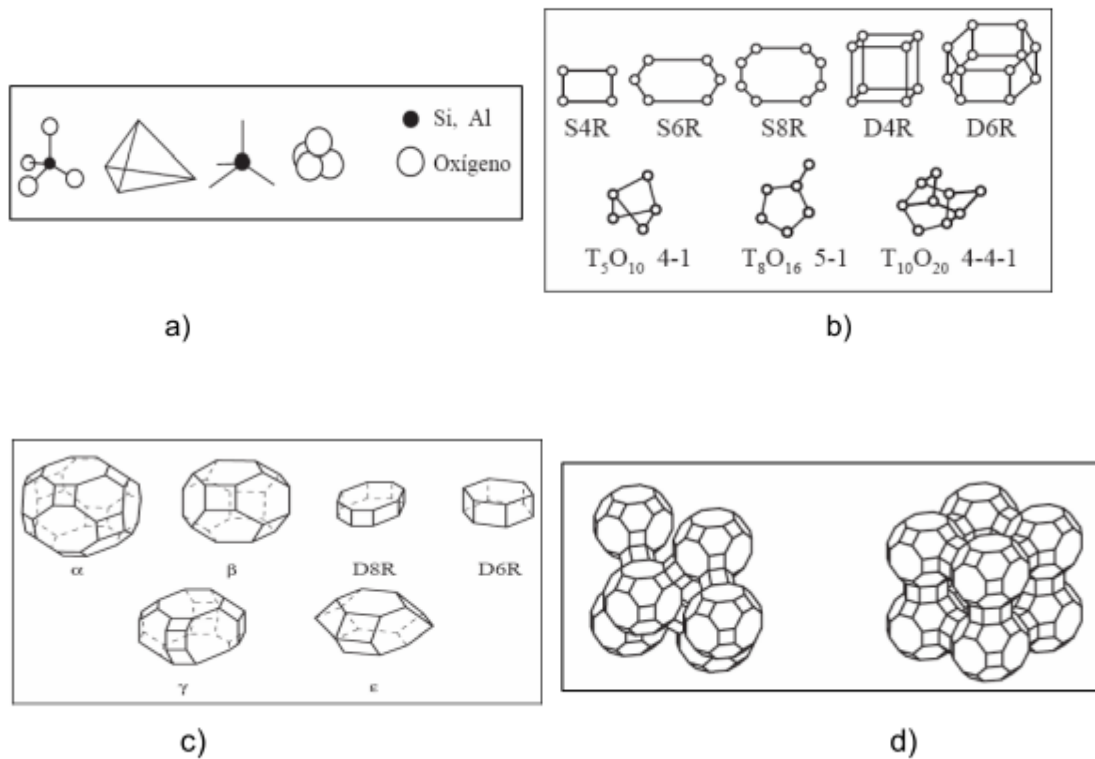 Si, Al
Oxígeno
a)
S4R S6R S8R D4R D6R
T₅O₁₀ 4-1 T₈O₁₆ 5-1 T₁₀O₂₀ 4-4-1
b)
α β D8R D6R
γ ε
c)
d)